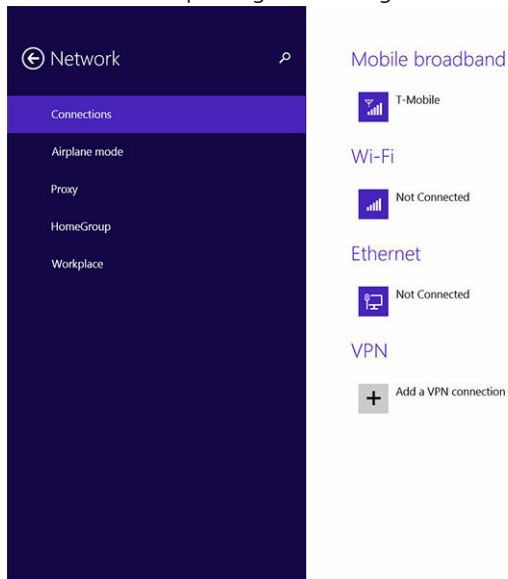 Network
Connections
Airplane mode
Proxy
HomeGroup
Workplace
Mobile broadband
T-Mobile
Wi-Fi
Not Connected
Ethernet
Not Connected
VPN
Add a VPN connection